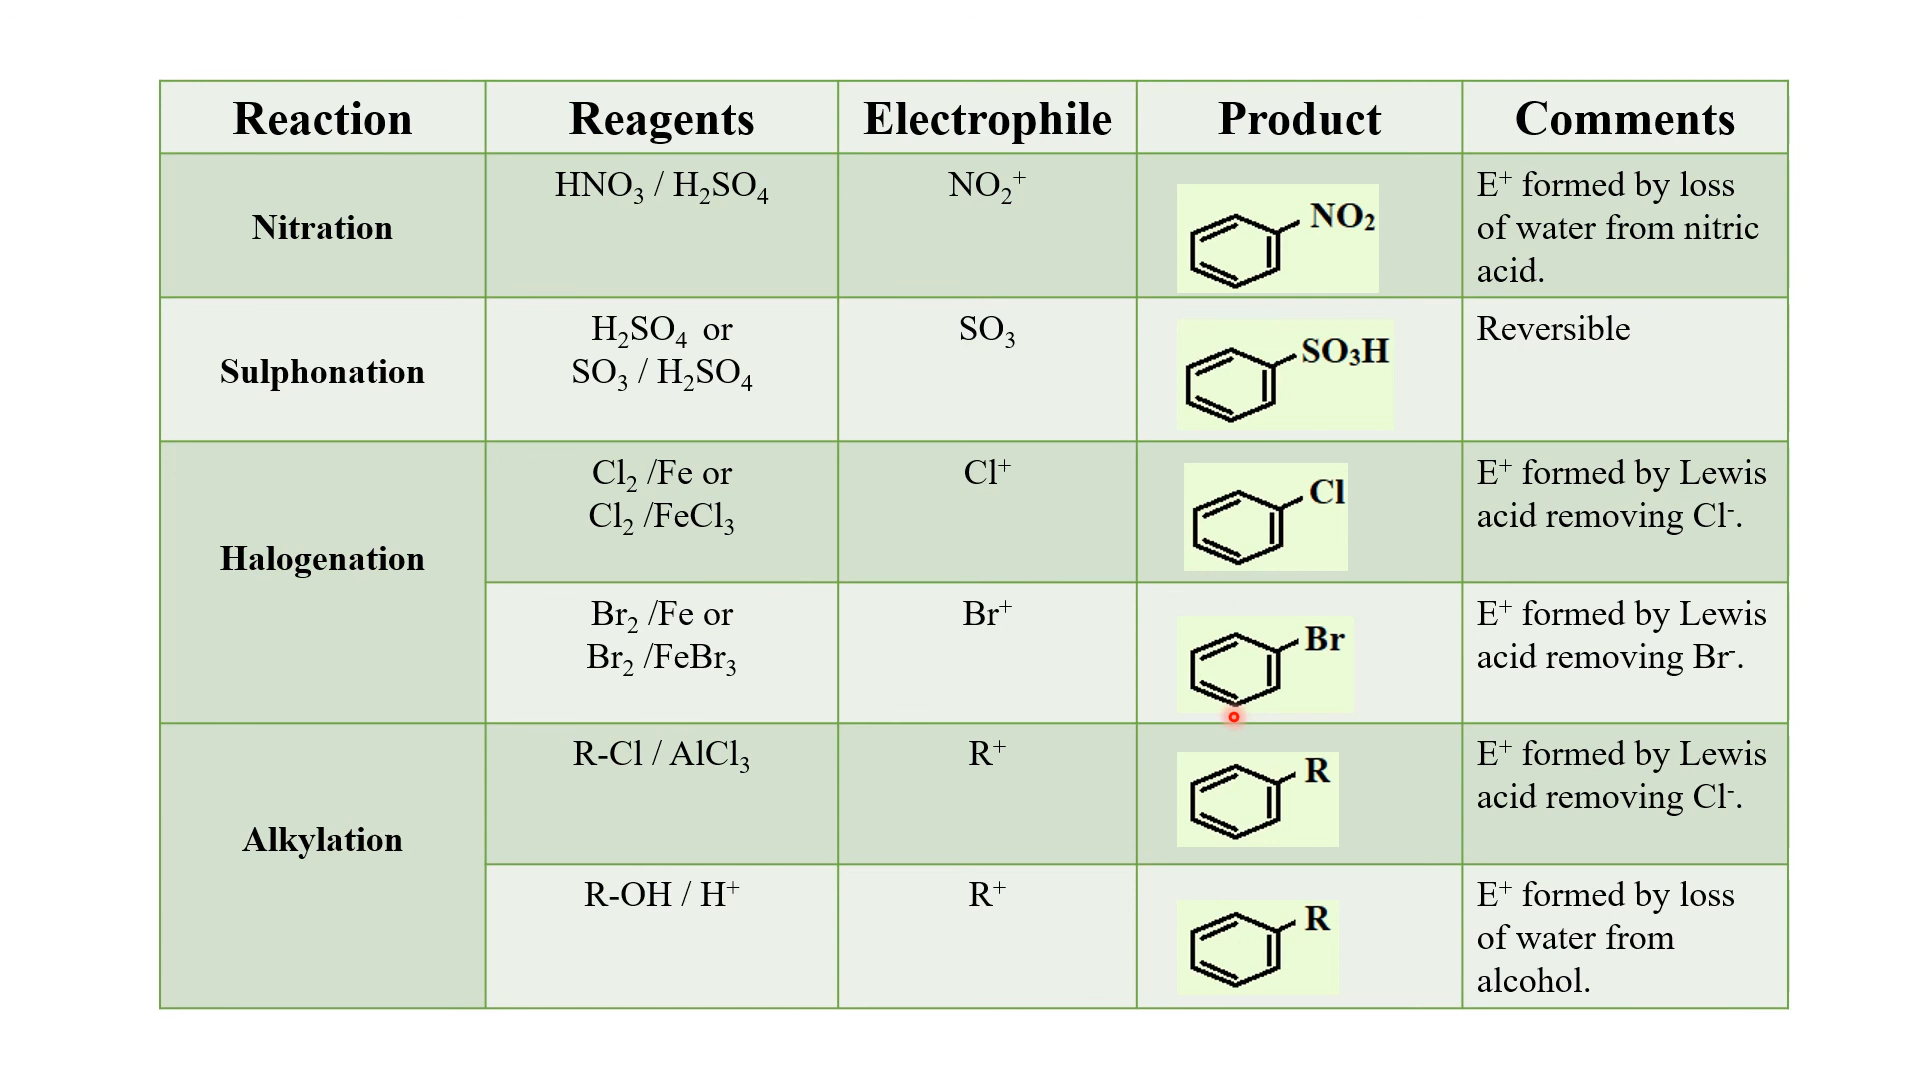 Reaction Reagents Electrophile Product Comments
Nitration
HNO₃ / H₂SO₄
NO₂⁺
NO₂
E⁺ formed by loss
of water from nitric
acid.
Sulphonation
H₂SO₄ or
SO₃ / H₂SO₄
SO₃
SO₃H
Reversible
Halogenation
Cl₂ /Fe or
Cl₂ /FeCl₃
Cl⁺
Cl
E⁺ formed by Lewis
acid removing Cl⁻.
Br₂ /Fe or
Br₂ /FeBr₃
Br⁺
Br
E⁺ formed by Lewis
acid removing Br⁻.
Alkylation
R-Cl / AlCl₃
R⁺
R
E⁺ formed by Lewis
acid removing Cl⁻.
R-OH / H⁺
R⁺
R
E⁺ formed by loss
of water from
alcohol.